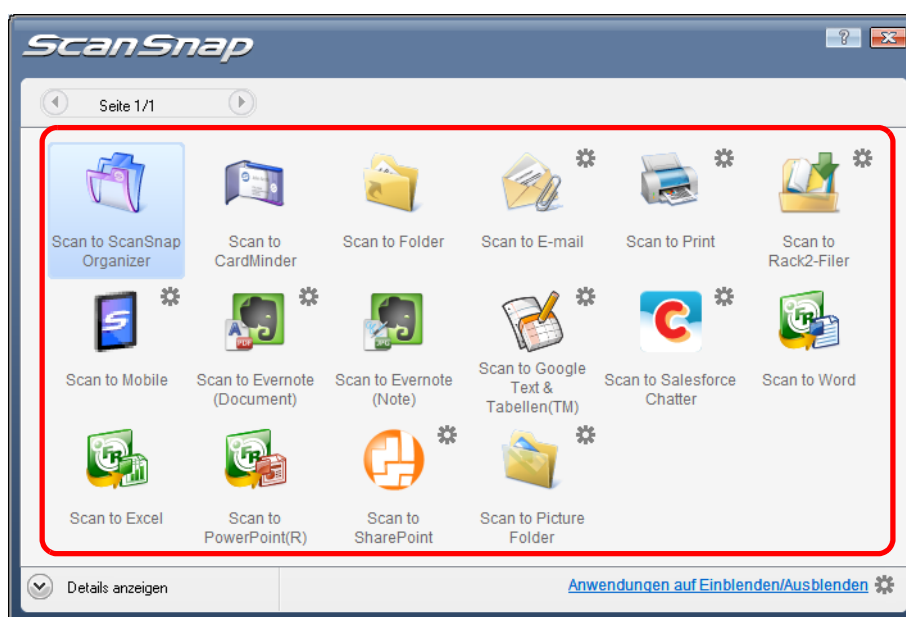 ScanSnap
Seite 1/1
Scan to ScanSnap
Organizer
Scan to
CardMinder
Scan to Folder
Scan to E-mail
Scan to Print
Scan to
Rack2-Filer
Scan to Mobile
Scan to Evernote
(Document)
Scan to Evernote
(Note)
Scan to Google
Text &
Tabellen(TM)
Scan to Salesforce
Chatter
Scan to Word
Scan to Excel
Scan to
PowerPoint(R)
Scan to
SharePoint
Scan to Picture
Folder
Details anzeigen
Anwendungen auf Einblenden/Ausblenden